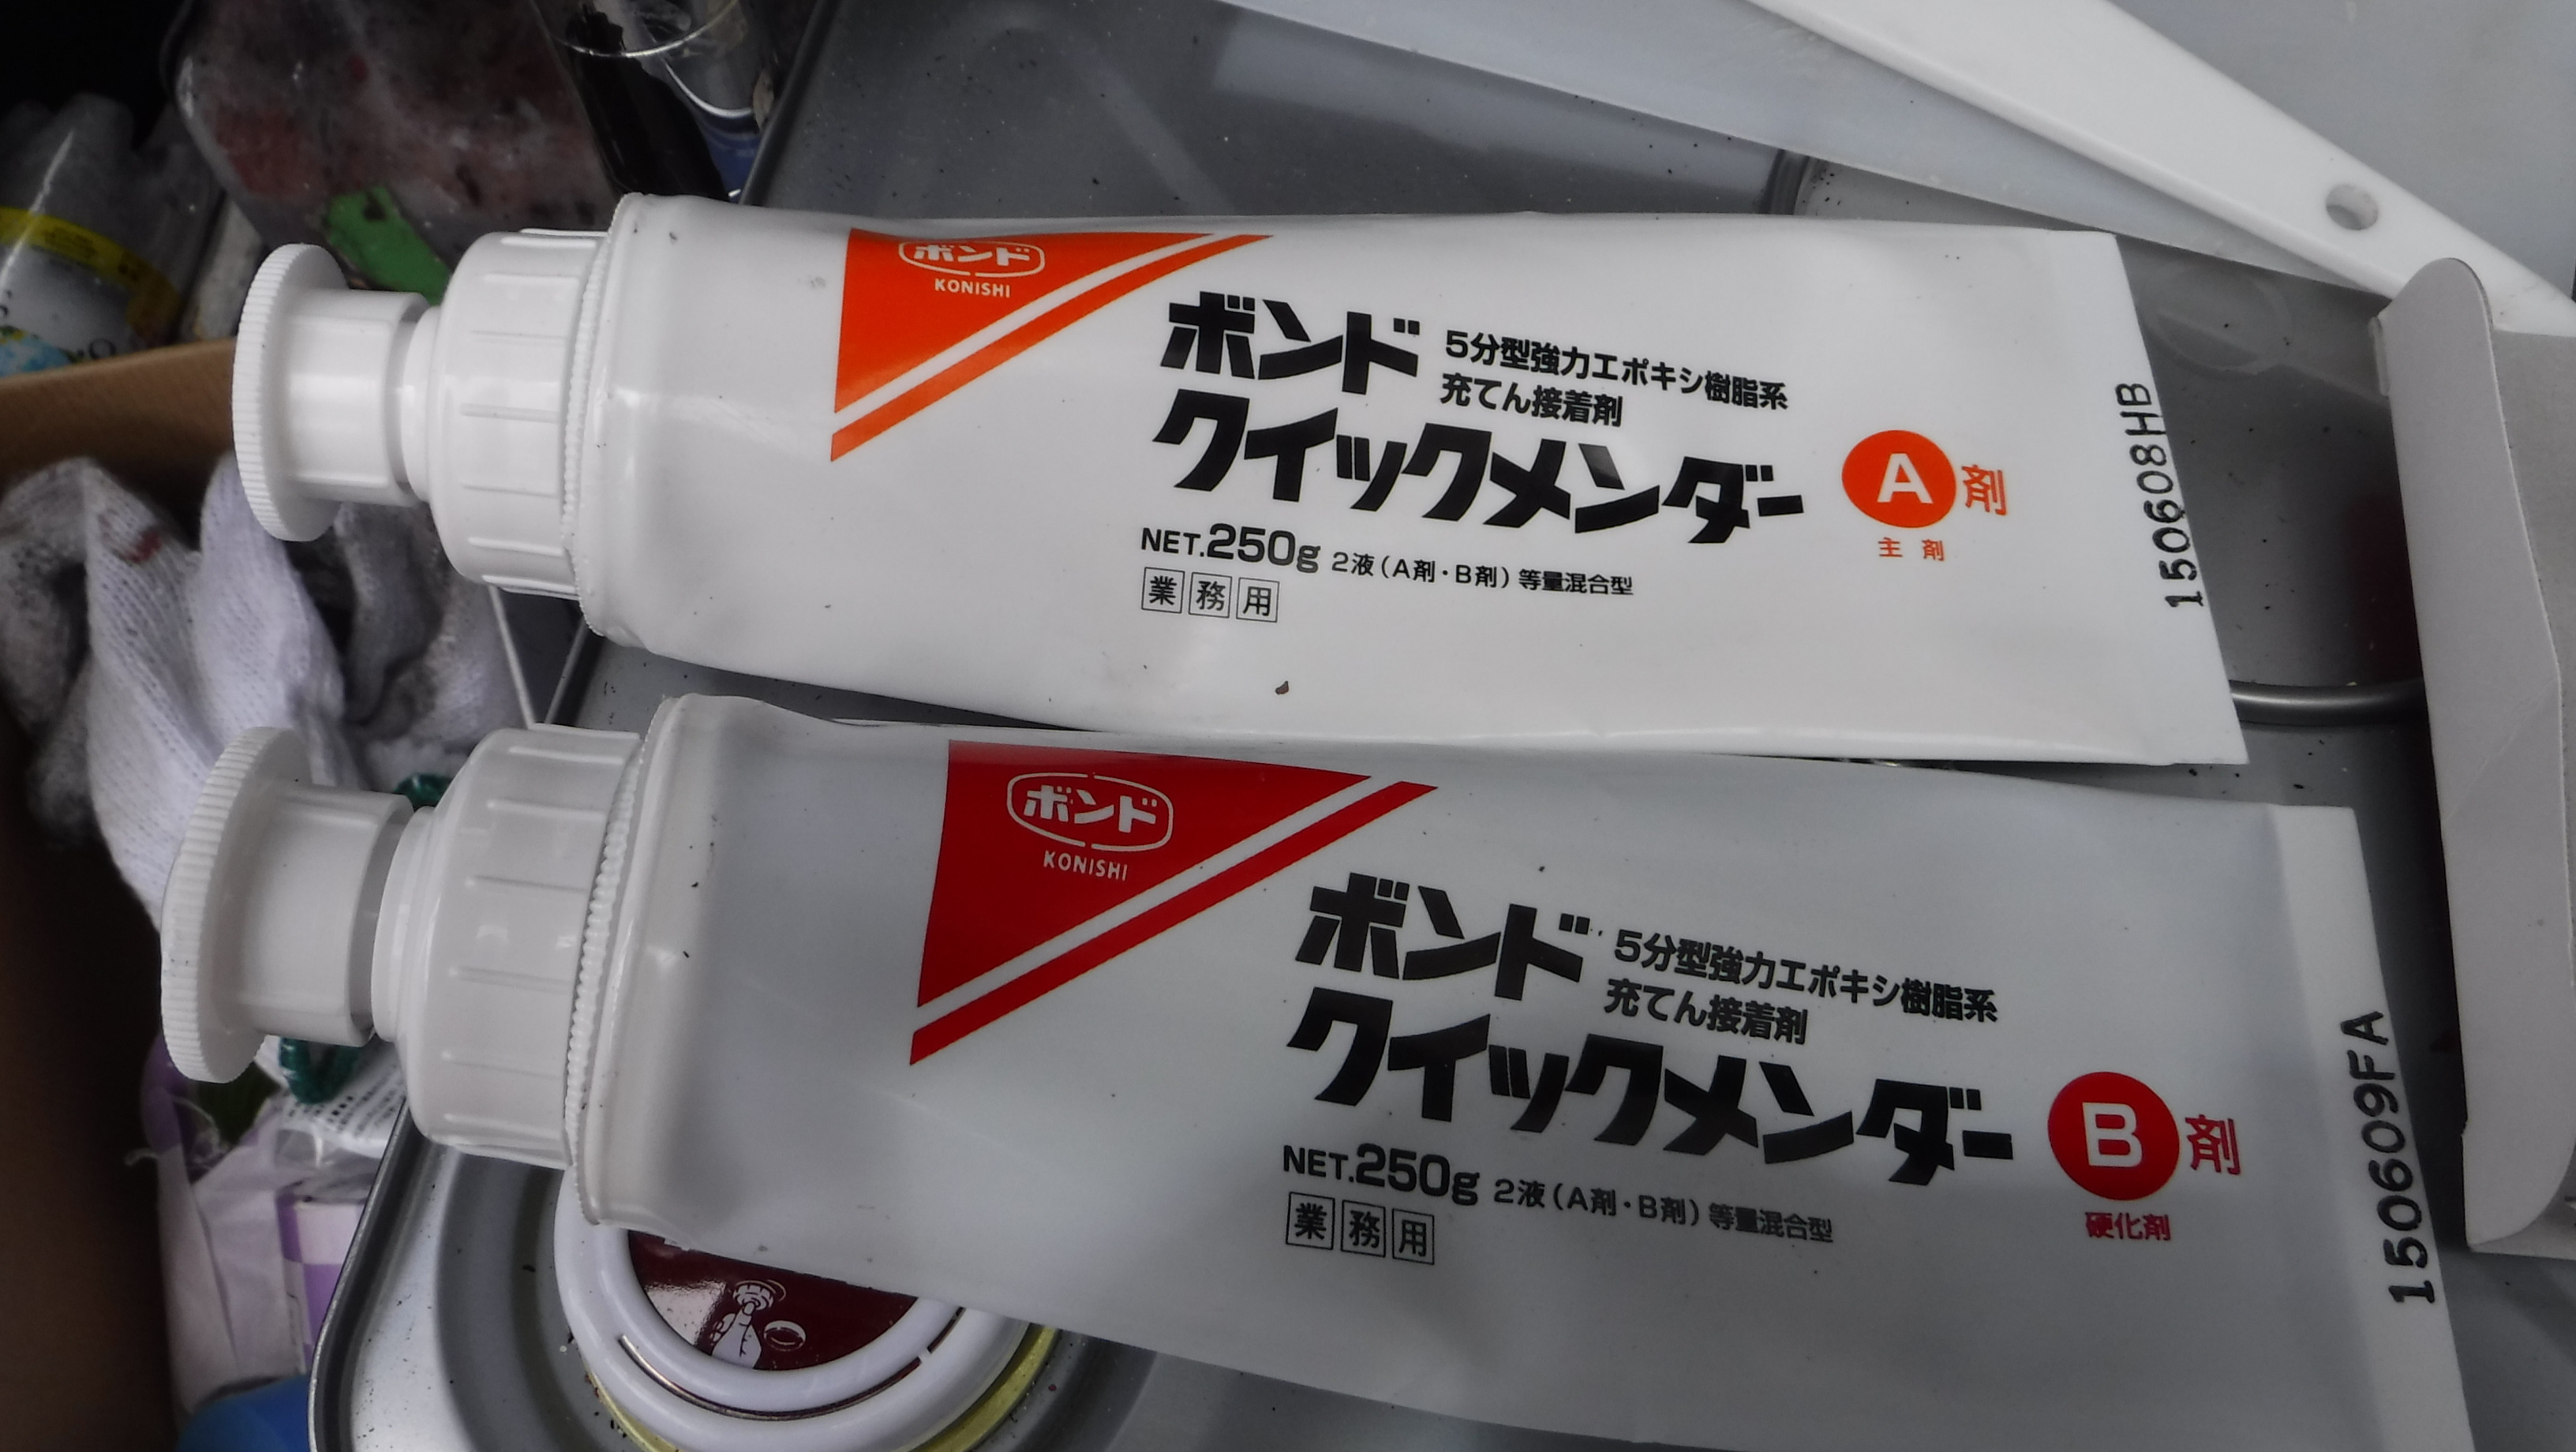 ボンド
KONISHI
ボンド 5分型強力エポキシ樹脂系
充てん接着剤
クイックメンダー A剤
主剤
NET.250g 2液(A剤・B剤)等量混合型
業務用
150608HB
ボンド
KONISHI
ボンド 5分型強力エポキシ樹脂系
充てん接着剤
クイックメンダー B剤
硬化剤
NET.250g 2液(A剤・B剤)等量混合型
業務用
150609FA